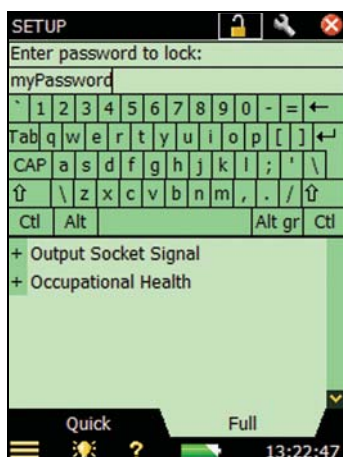 SETUP
Enter password to lock:
myPassword
` 1 2 3 4 5 6 7 8 9 0 - = ←
Tab q w e r t y u i o p [ ] ↵
CAP a s d f g h j k l ; ' \
⇧ \ z x c v b n m , . / ⇧
Ctl Alt Alt gr Ctl
+ Output Socket Signal
+ Occupational Health
Quick Full
? 13:22:47